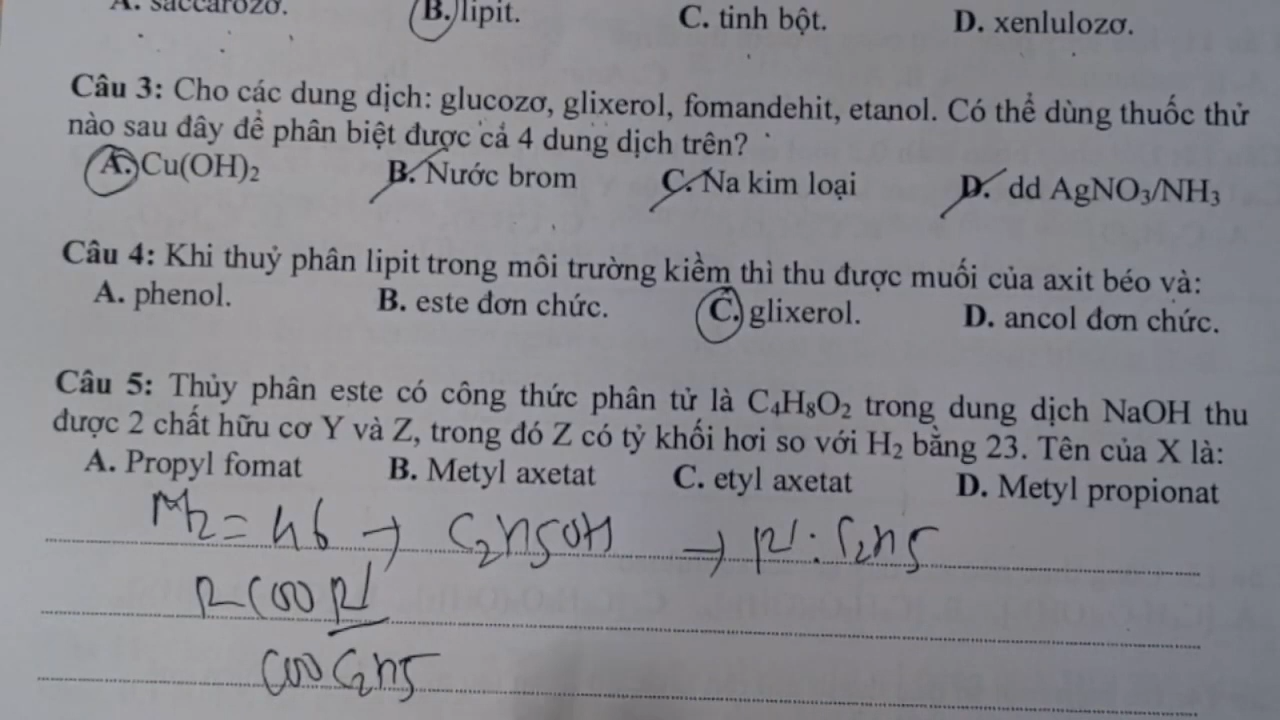 A. saccarozơ. B. lipit. C. tinh bột. D. xenlulozơ.
Câu 3: Cho các dung dịch: glucozơ, glixerol, fomandehit, etanol. Có thể dùng thuốc thử
nào sau đây để phân biệt được cả 4 dung dịch trên?
A. Cu(OH)₂ B. Nước brom C. Na kim loại D. dd AgNO₃/NH₃
Câu 4: Khi thuỷ phân lipit trong môi trường kiềm thì thu được muối của axit béo và:
A. phenol. B. este đơn chức. C. glixerol. D. ancol đơn chức.
Câu 5: Thủy phân este có công thức phân tử là C₄H₈O₂ trong dung dịch NaOH thu
được 2 chất hữu cơ Y và Z, trong đó Z có tỷ khối hơi so với H₂ bằng 23. Tên của X là:
A. Propyl fomat B. Metyl axetat C. etyl axetat D. Metyl propionat
Mz = 46 → C₂H₅OH → R' : C₂H₅
RCOOR'
COOC₂H₅